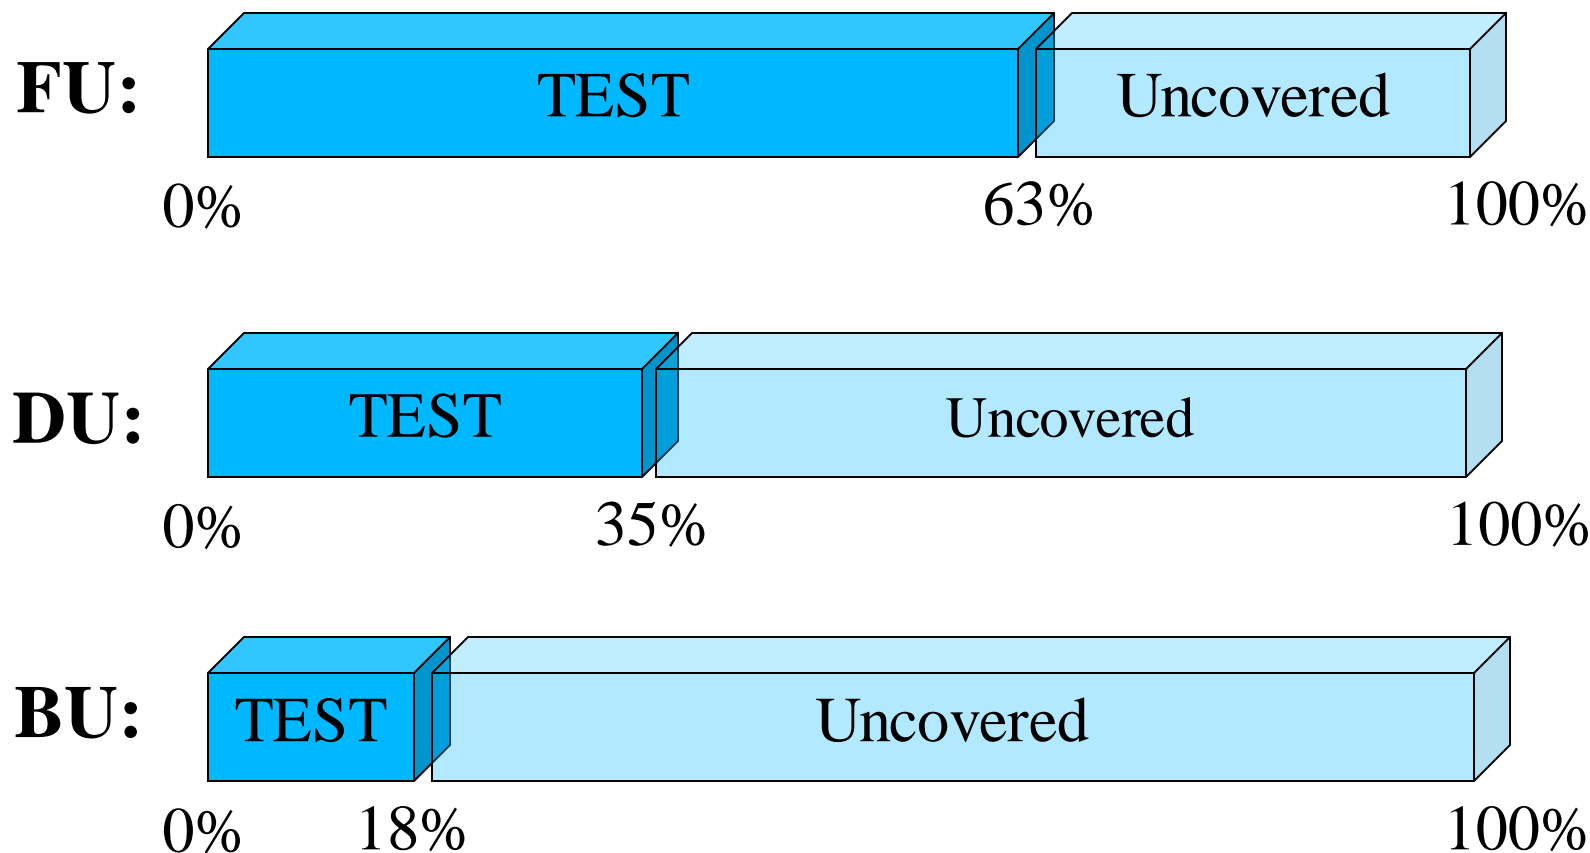 FU: TEST Uncovered
0% 63% 100%
DU: TEST Uncovered
0% 35% 100%
BU: TEST Uncovered
0% 18% 100%